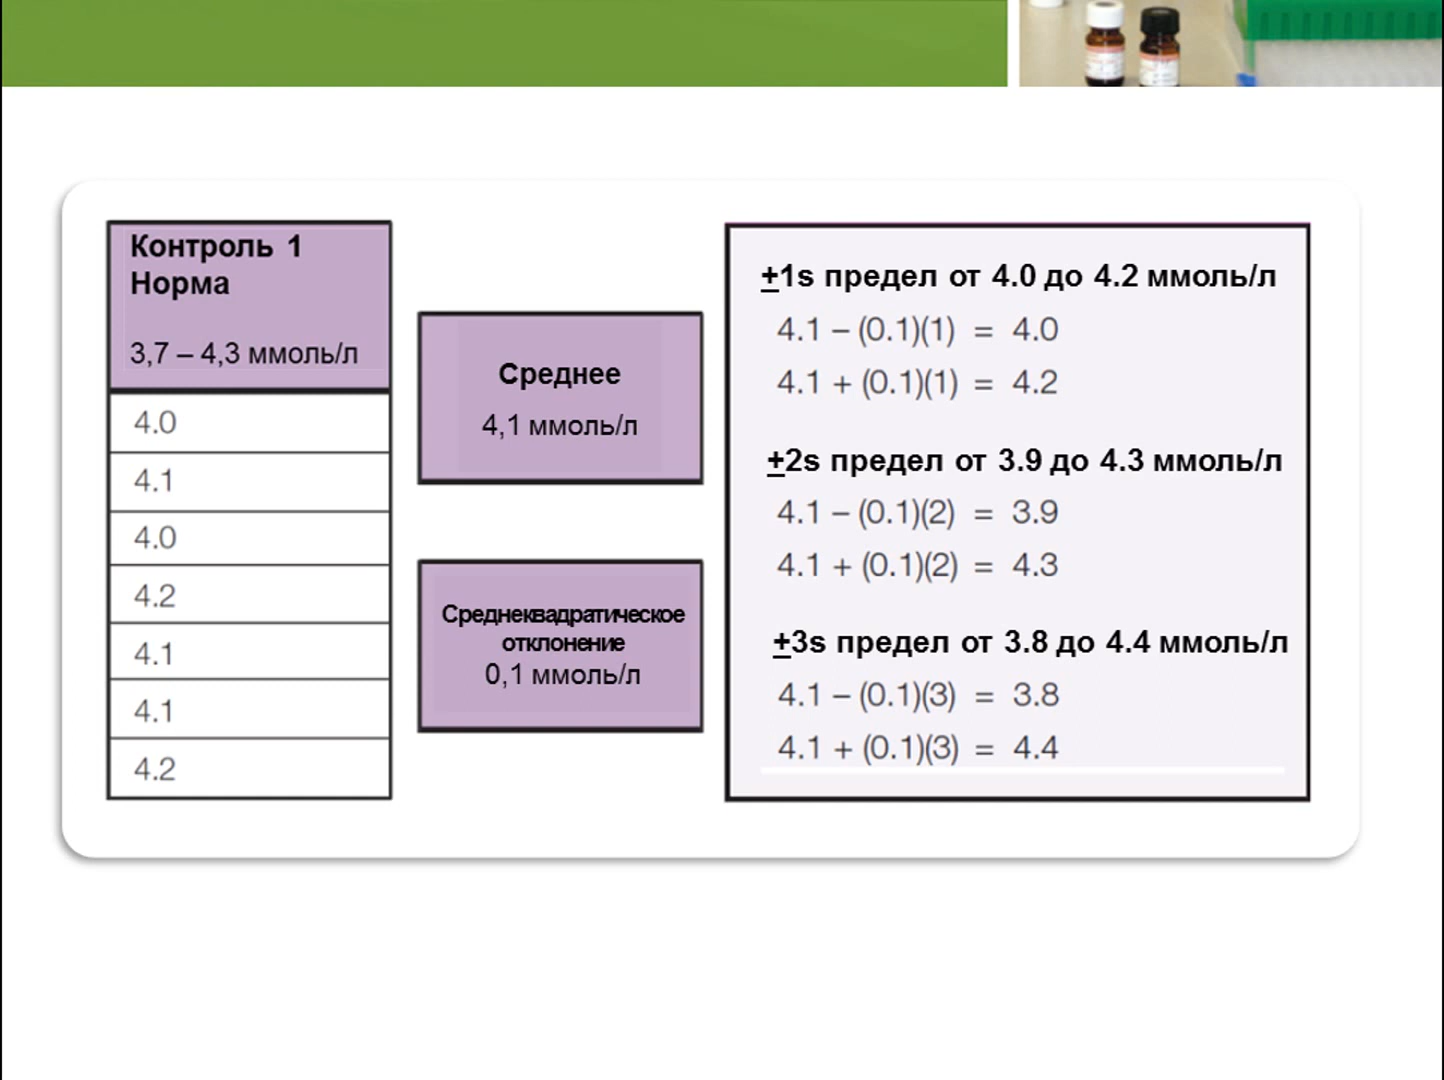 Контроль 1
Норма
3,7 – 4,3 ммоль/л
4.0
4.1
4.0
4.2
4.1
4.1
4.2
Среднее
4,1 ммоль/л
Среднеквадратическое
отклонение
0,1 ммоль/л
±1s предел от 4.0 до 4.2 ммоль/л
4.1 – (0.1)(1) = 4.0
4.1 + (0.1)(1) = 4.2
±2s предел от 3.9 до 4.3 ммоль/л
4.1 – (0.1)(2) = 3.9
4.1 + (0.1)(2) = 4.3
±3s предел от 3.8 до 4.4 ммоль/л
4.1 – (0.1)(3) = 3.8
4.1 + (0.1)(3) = 4.4